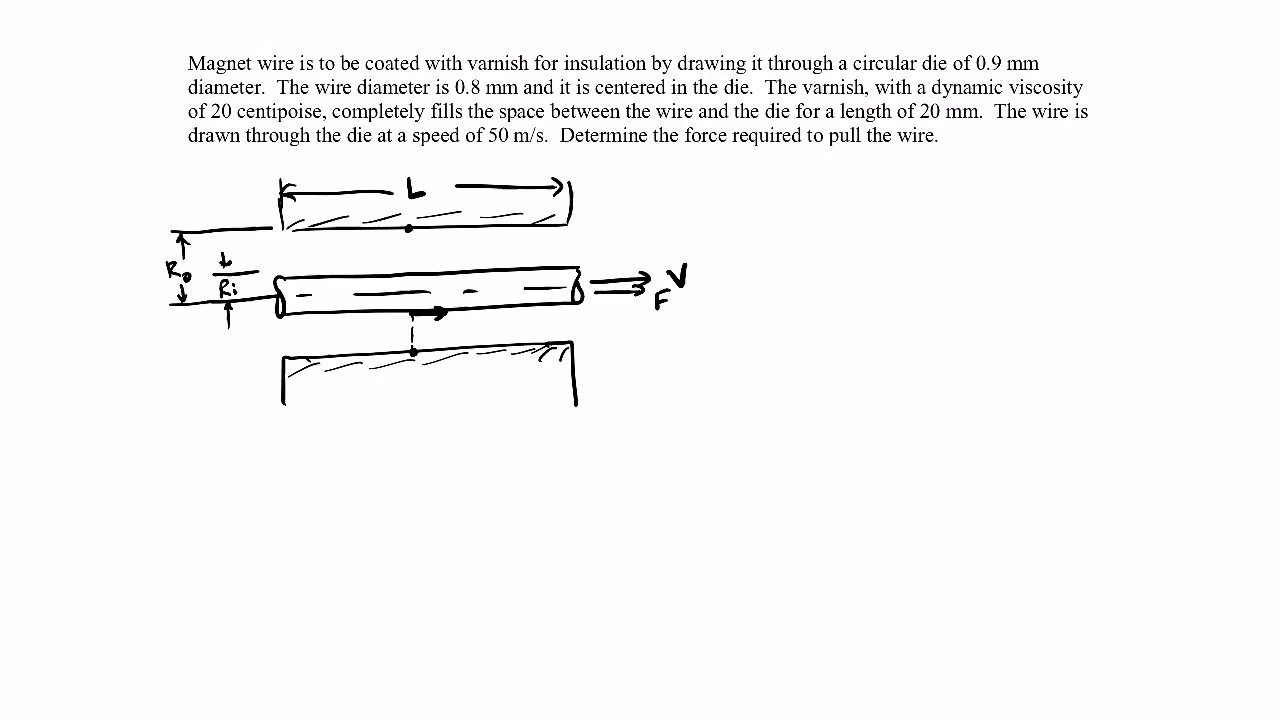 Magnet wire is to be coated with varnish for insulation by drawing it through a circular die of 0.9 mm
diameter. The wire diameter is 0.8 mm and it is centered in the die. The varnish, with a dynamic viscosity
of 20 centipoise, completely fills the space between the wire and the die for a length of 20 mm. The wire is
drawn through the die at a speed of 50 m/s. Determine the force required to pull the wire.
L
Ro
Ri
V
F